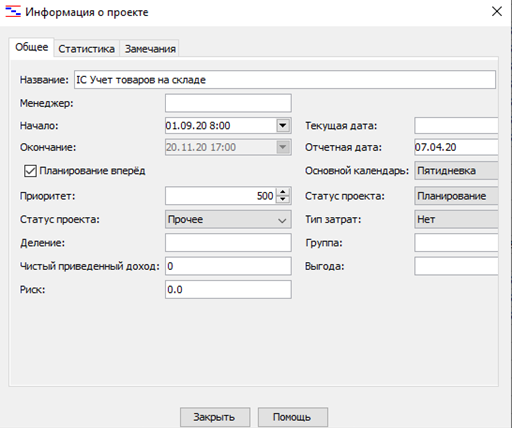 Информация о проекте
Общее Статистика Замечания
Название: IC Учет товаров на складе
Менеджер:
Начало: 01.09.20 8:00 Текущая дата:
Окончание: 20.11.20 17:00 Отчетная дата: 07.04.20
Планирование вперёд Основной календарь: Пятидневка
Приоритет: 500 Статус проекта: Планирование
Статус проекта: Прочее Тип затрат: Нет
Деление: Группа:
Чистый приведенный доход: 0 Выгода:
Риск: 0.0
Закрыть Помощь